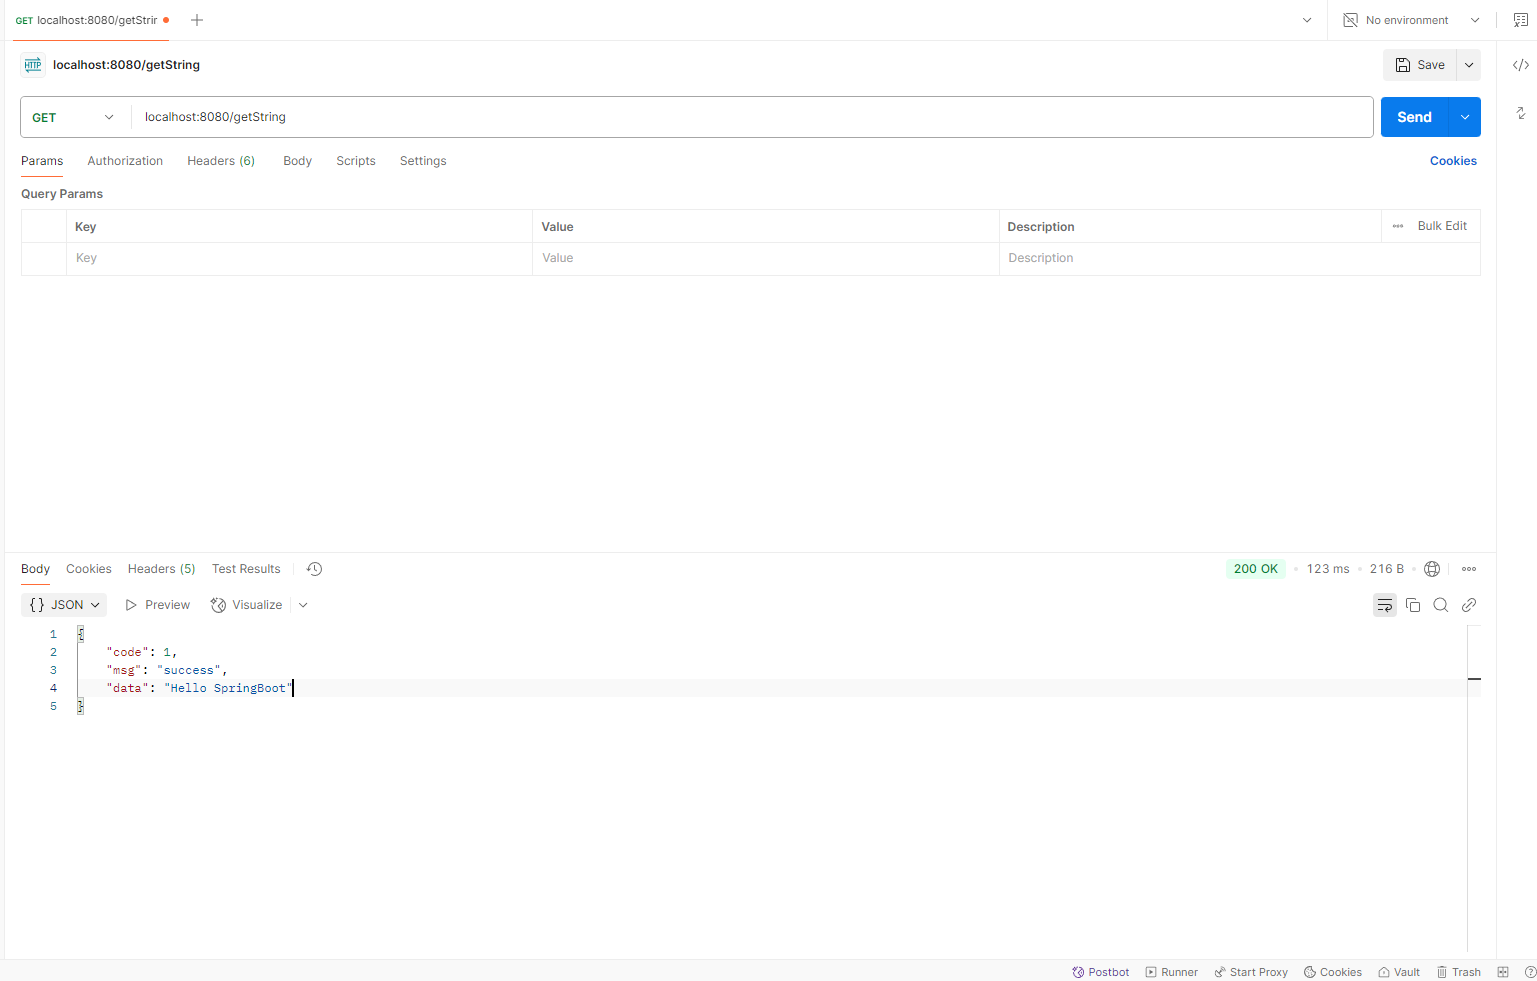 GET localhost:8080/getStrir
No environment
HTTP localhost:8080/getString
Save
GET localhost:8080/getString
Send
Params Authorization Headers (6) Body Scripts Settings Cookies
Query Params
Key Value Description Bulk Edit
Key Value Description
Body Cookies Headers (5) Test Results 200 OK 123 ms 216 B
{} JSON Preview Visualize
1 {
2 "code": 1,
3 "msg": "success",
4 "data": "Hello SpringBoot"
5 }
Postbot Runner Start Proxy Cookies Vault Trash